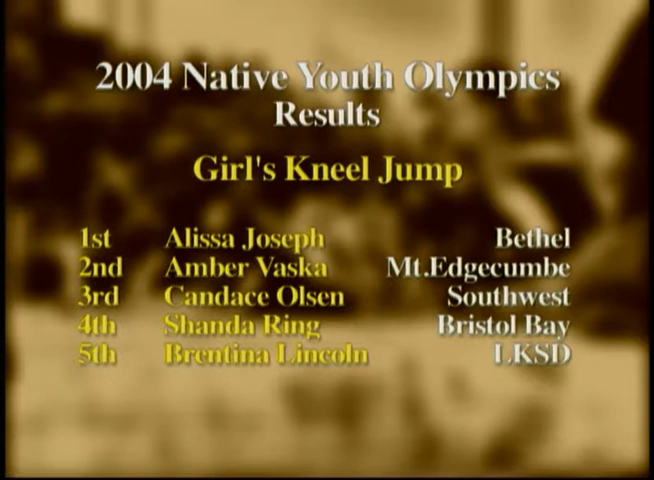 2004 Native Youth Olympics
Results
Girl's Kneel Jump
1st Alissa Joseph Bethel
2nd Amber Vaska Mt.Edgecumbe
3rd Candace Olsen Southwest
4th Shanda Ring Bristol Bay
5th Brentina Lincoln LKSD